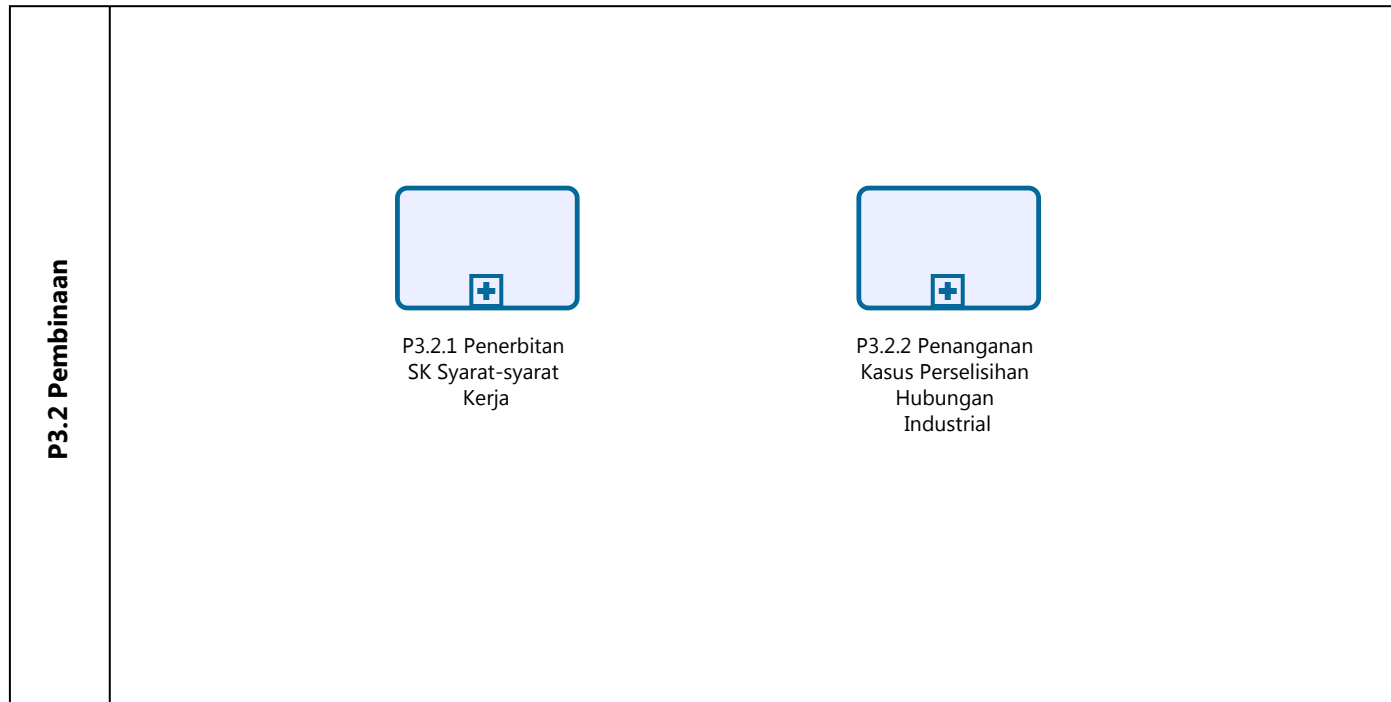 P3.2 Pembinaan
P3.2.1 Penerbitan
SK Syarat-syarat
Kerja
P3.2.2 Penanganan
Kasus Perselisihan
Hubungan
Industrial